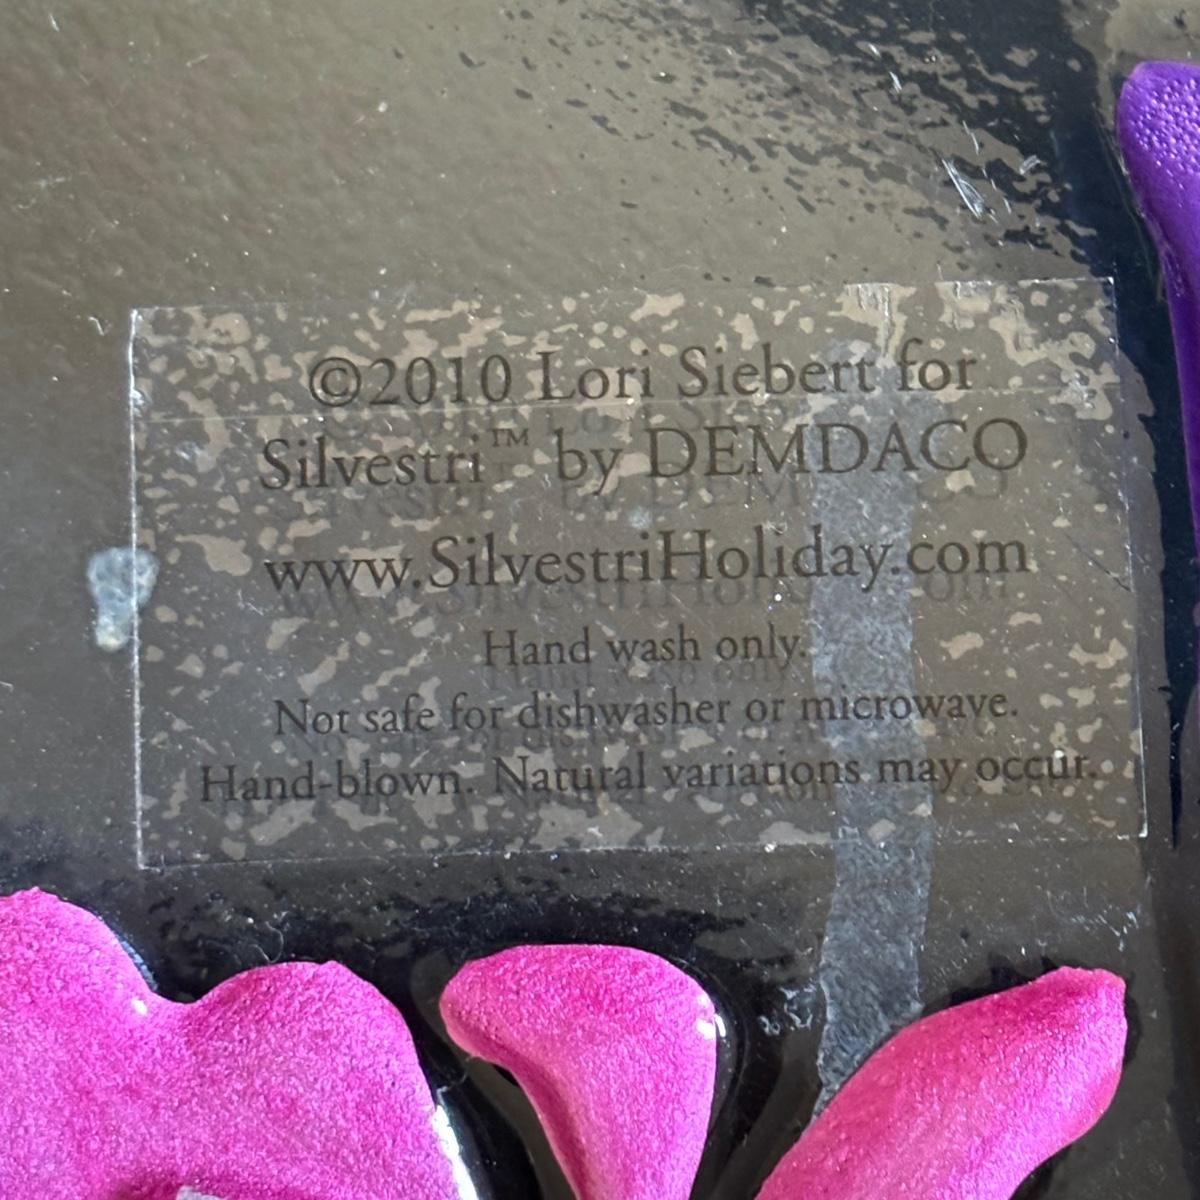 ©2010 Lori Siebert for
Silvestri™ by DEMDACO
www.SilvestriHoliday.com
Hand wash only.
Not safe for dishwasher or microwave.
Hand-blown. Natural variations may occur.